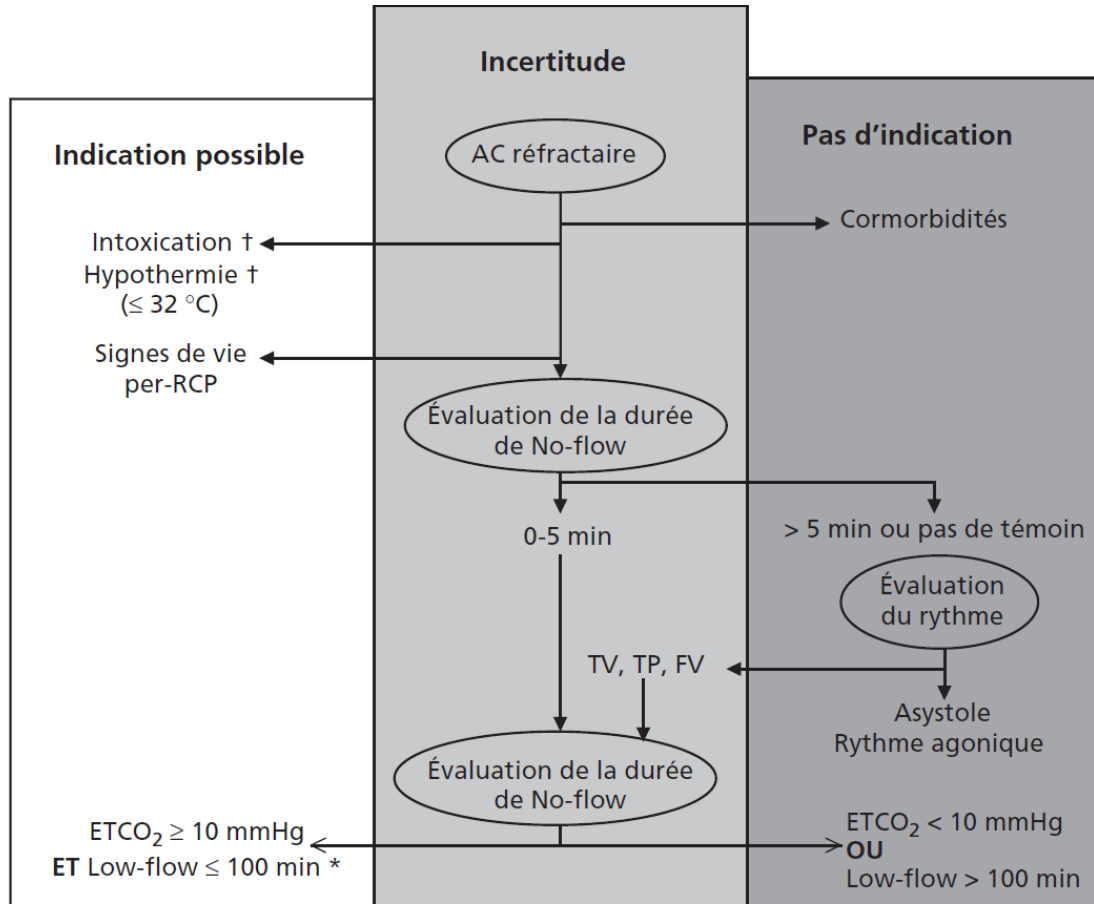 Incertitude
Indication possible
Pas d'indication
AC réfractaire
Cormorbidités
Intoxication †
Hypothermie †
(≤ 32 °C)
Signes de vie
per-RCP
Évaluation de la durée
de No-flow
0-5 min
> 5 min ou pas de témoin
Évaluation
du rythme
TV, TP, FV
Asystole
Rythme agonique
Évaluation de la durée
de No-flow
ETCO₂ ≥ 10 mmHg
ET Low-flow ≤ 100 min *
ETCO₂ < 10 mmHg
OU
Low-flow > 100 min